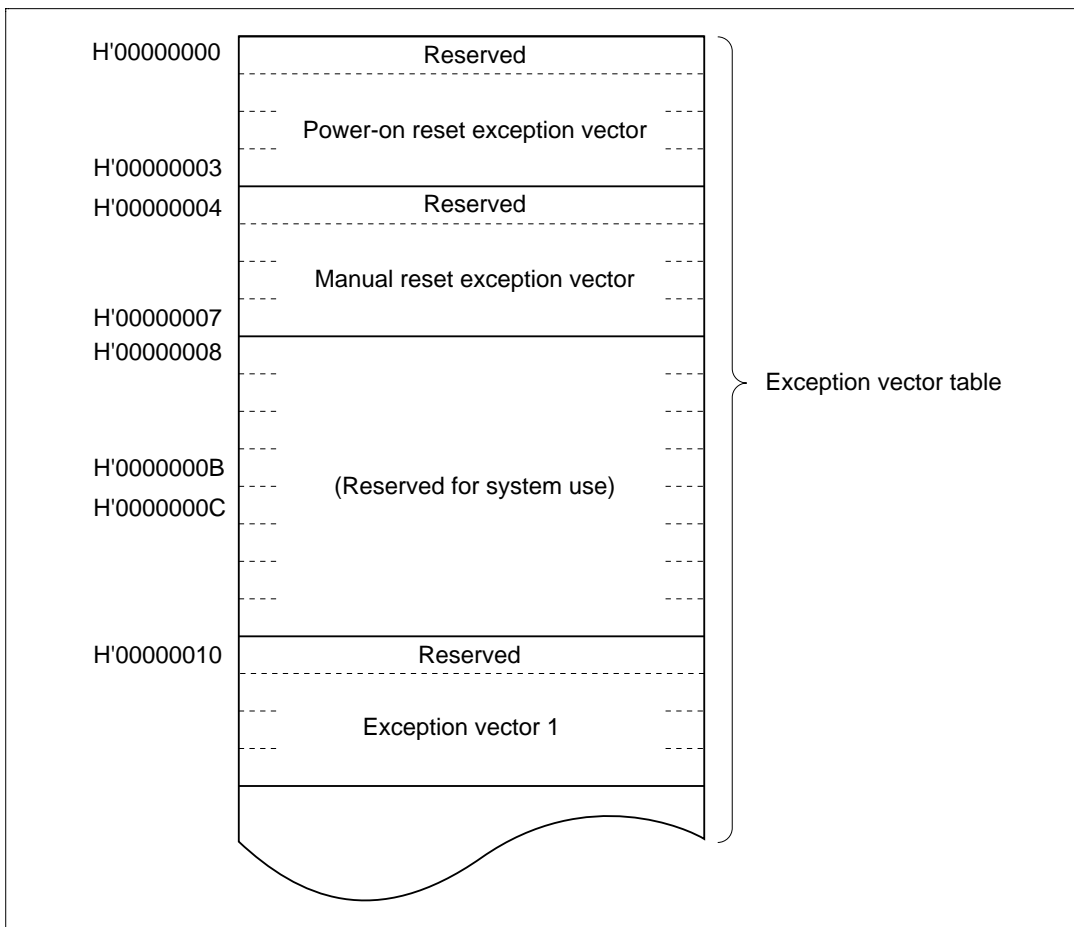 H'00000000 Reserved
Power-on reset exception vector
H'00000003
H'00000004 Reserved
Manual reset exception vector
H'00000007
H'00000008
Exception vector table
H'0000000B
(Reserved for system use)
H'0000000C
H'00000010 Reserved
Exception vector 1